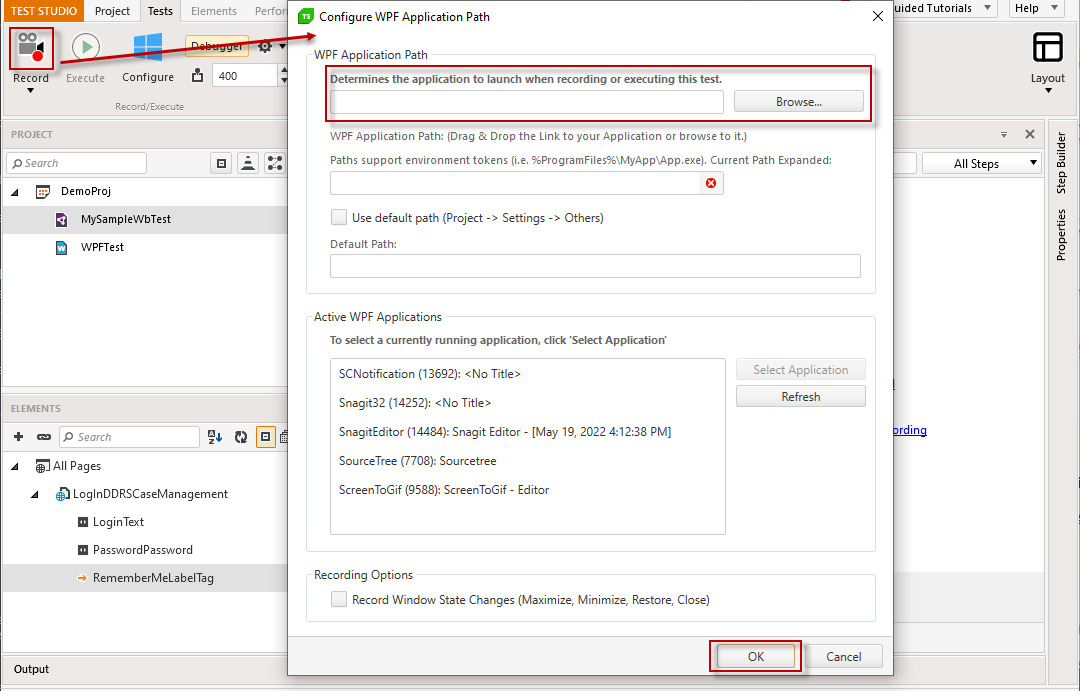 TEST STUDIO
Project
Tests
Elements
Perfor
Record
Execute
Configure
Debugger
400
Record/Execute
uided Tutorials
Help
Layout
PROJECT
Search
DemoProj
MySampleWbTest
WPFTest
ELEMENTS
Search
All Pages
LogInDDRSCaseManagement
LoginText
PasswordPassword
RememberMeLabelTag
Output
TS Configure WPF Application Path
WPF Application Path
Determines the application to launch when recording or executing this test.
Browse...
WPF Application Path: (Drag & Drop the Link to your Application or browse to it.)
Paths support environment tokens (i.e. %ProgramFiles%\MyApp\App.exe). Current Path Expanded:
Use default path (Project -> Settings -> Others)
Default Path:
Active WPF Applications
To select a currently running application, click 'Select Application'
SCNotification (13692): <No Title>
Snagit32 (14252): <No Title>
SnagitEditor (14484): Snagit Editor - [May 19, 2022 4:12:38 PM]
SourceTree (7708): Sourcetree
ScreenToGif (9588): ScreenToGif - Editor
Select Application
Refresh
Recording Options
Record Window State Changes (Maximize, Minimize, Restore, Close)
OK
Cancel
All Steps
ording
Step Builder
Properties